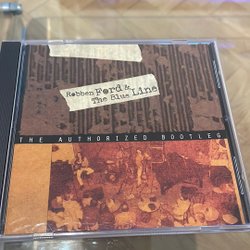 Robben Ford &
The Blue Line
THE AUTHORIZED BOOTLEG